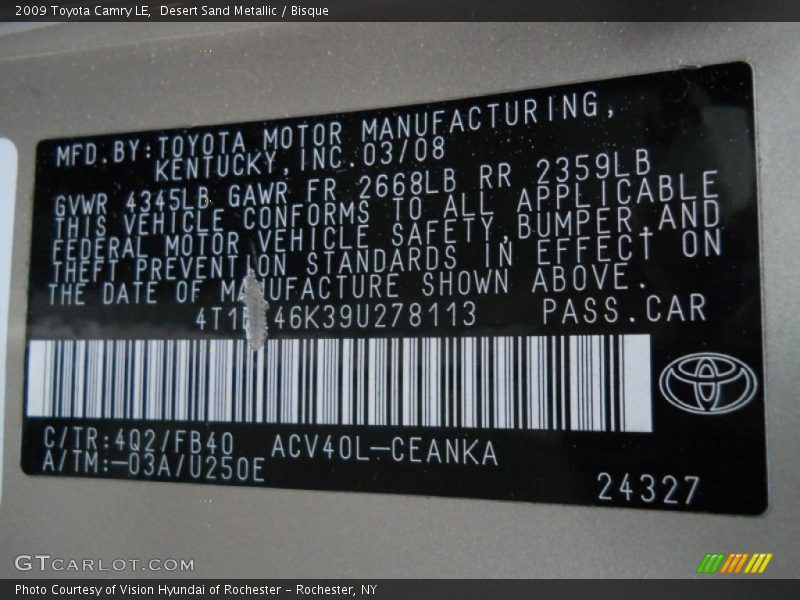 2009 Toyota Camry LE,  Desert Sand Metallic / Bisque
MFD.BY:TOYOTA MOTOR MANUFACTURING,
KENTUCKY,INC.03/08
GVWR 4345LB GAWR FR 2668LB RR 2359LB
THIS VEHICLE CONFORMS TO ALL APPLICABLE
FEDERAL MOTOR VEHICLE SAFETY,BUMPER,AND
THEFT PREVENTION STANDARDS IN EFFECT ON
THE DATE OF MANUFACTURE SHOWN ABOVE.
46K39U278113 PASS.CAR
C/TR:4Q2/FB40 ACV40L-CEANKA
A/TM:-03A/U250E
24327
GTCARLOT.COM
Photo Courtesy of Vision Hyundai of Rochester – Rochester, NY